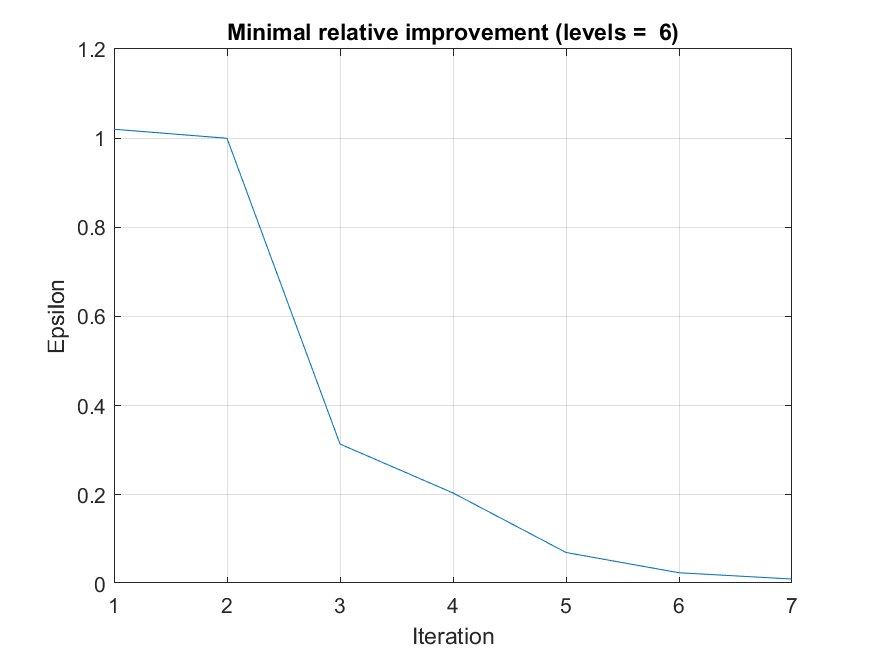 Minimal relative improvement (levels =  6)
1.2
1
0.8
0.6
0.4
0.2
0
Epsilon
1 2 3 4 5 6 7
Iteration